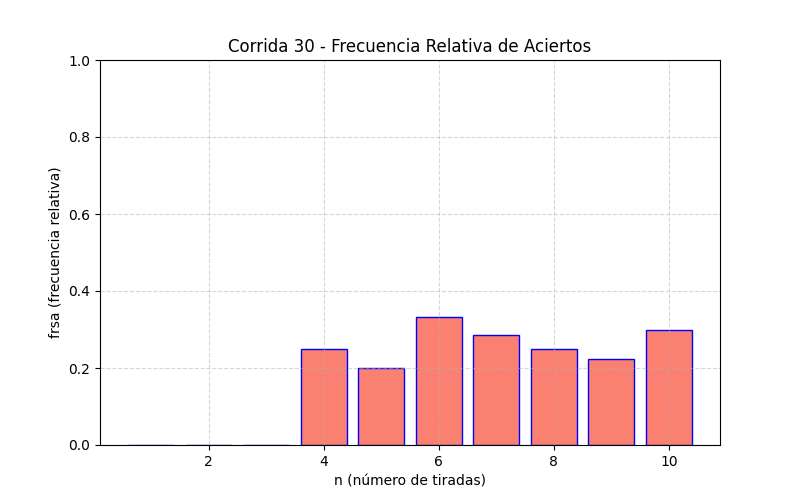 Corrida 30 - Frecuencia Relativa de Aciertos
1.0
0.8
0.6
0.4
0.2
0.0
frsa (frecuencia relativa)
2 4 6 8 10
n (número de tiradas)